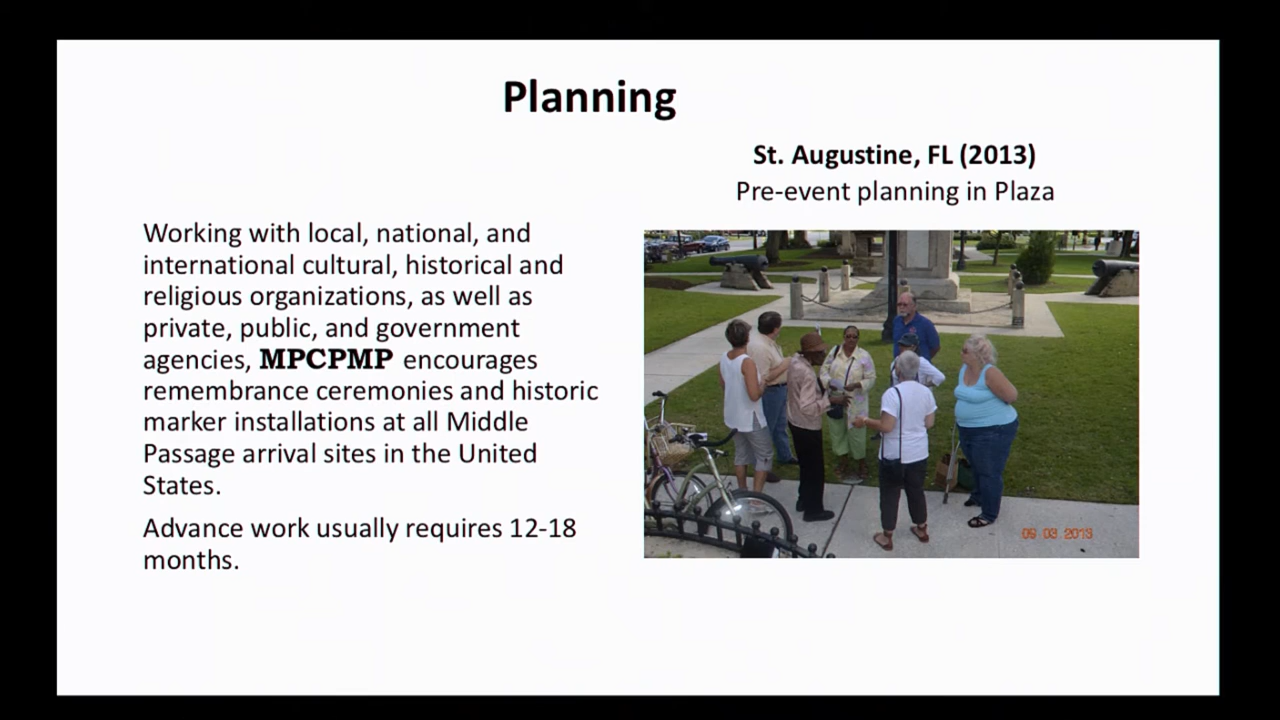 Planning
St. Augustine, FL (2013)
Pre-event planning in Plaza
Working with local, national, and
international cultural, historical and
religious organizations, as well as
private, public, and government
agencies, MPCPMP encourages
remembrance ceremonies and historic
marker installations at all Middle
Passage arrival sites in the United
States.
Advance work usually requires 12-18
months.
09 03 2013